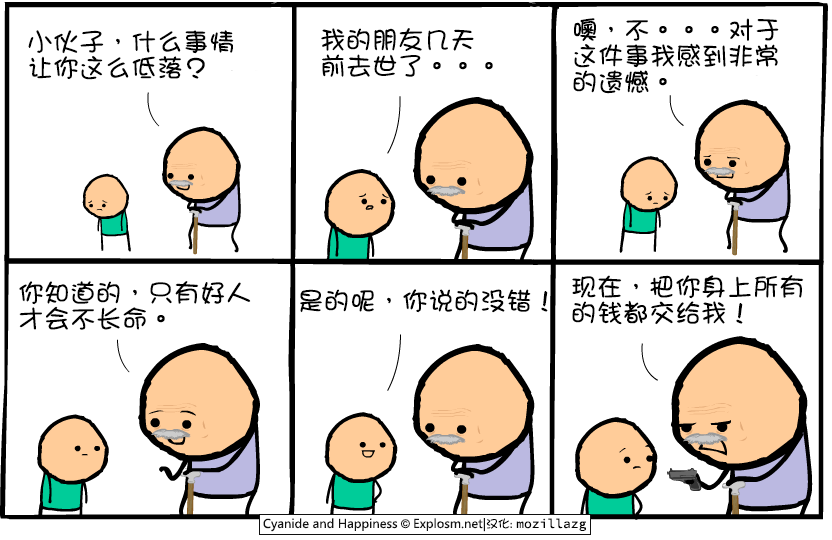 小伙子，什么事情
让你这么低落？
我的朋友几天
前去世了。。。
噢，不。。。对于
这件事我感到非常
的遗憾。
你知道的，只有好人
才会不长命。
是的呢，你说的没错！
现在，把你身上所有
的钱都交给我！
Cyanide and Happiness © Explosm.net|汉化: mozillazg